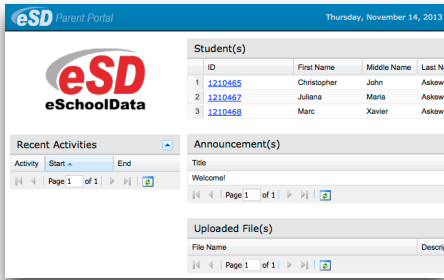 eSD Parent Portal
Thursday, November 14, 2013
eSD
eSchoolData
Student(s)
ID First Name Middle Name Last N
1 1210465 Christopher John Askew
2 1210467 Juliana Maria Askew
3 1210468 Marc Xavier Askew
Recent Activities
Activity Start End
Page 1 of 1
Announcement(s)
Title
Welcome!
Page 1 of 1
Uploaded File(s)
File Name Descri
Page 1 of 1